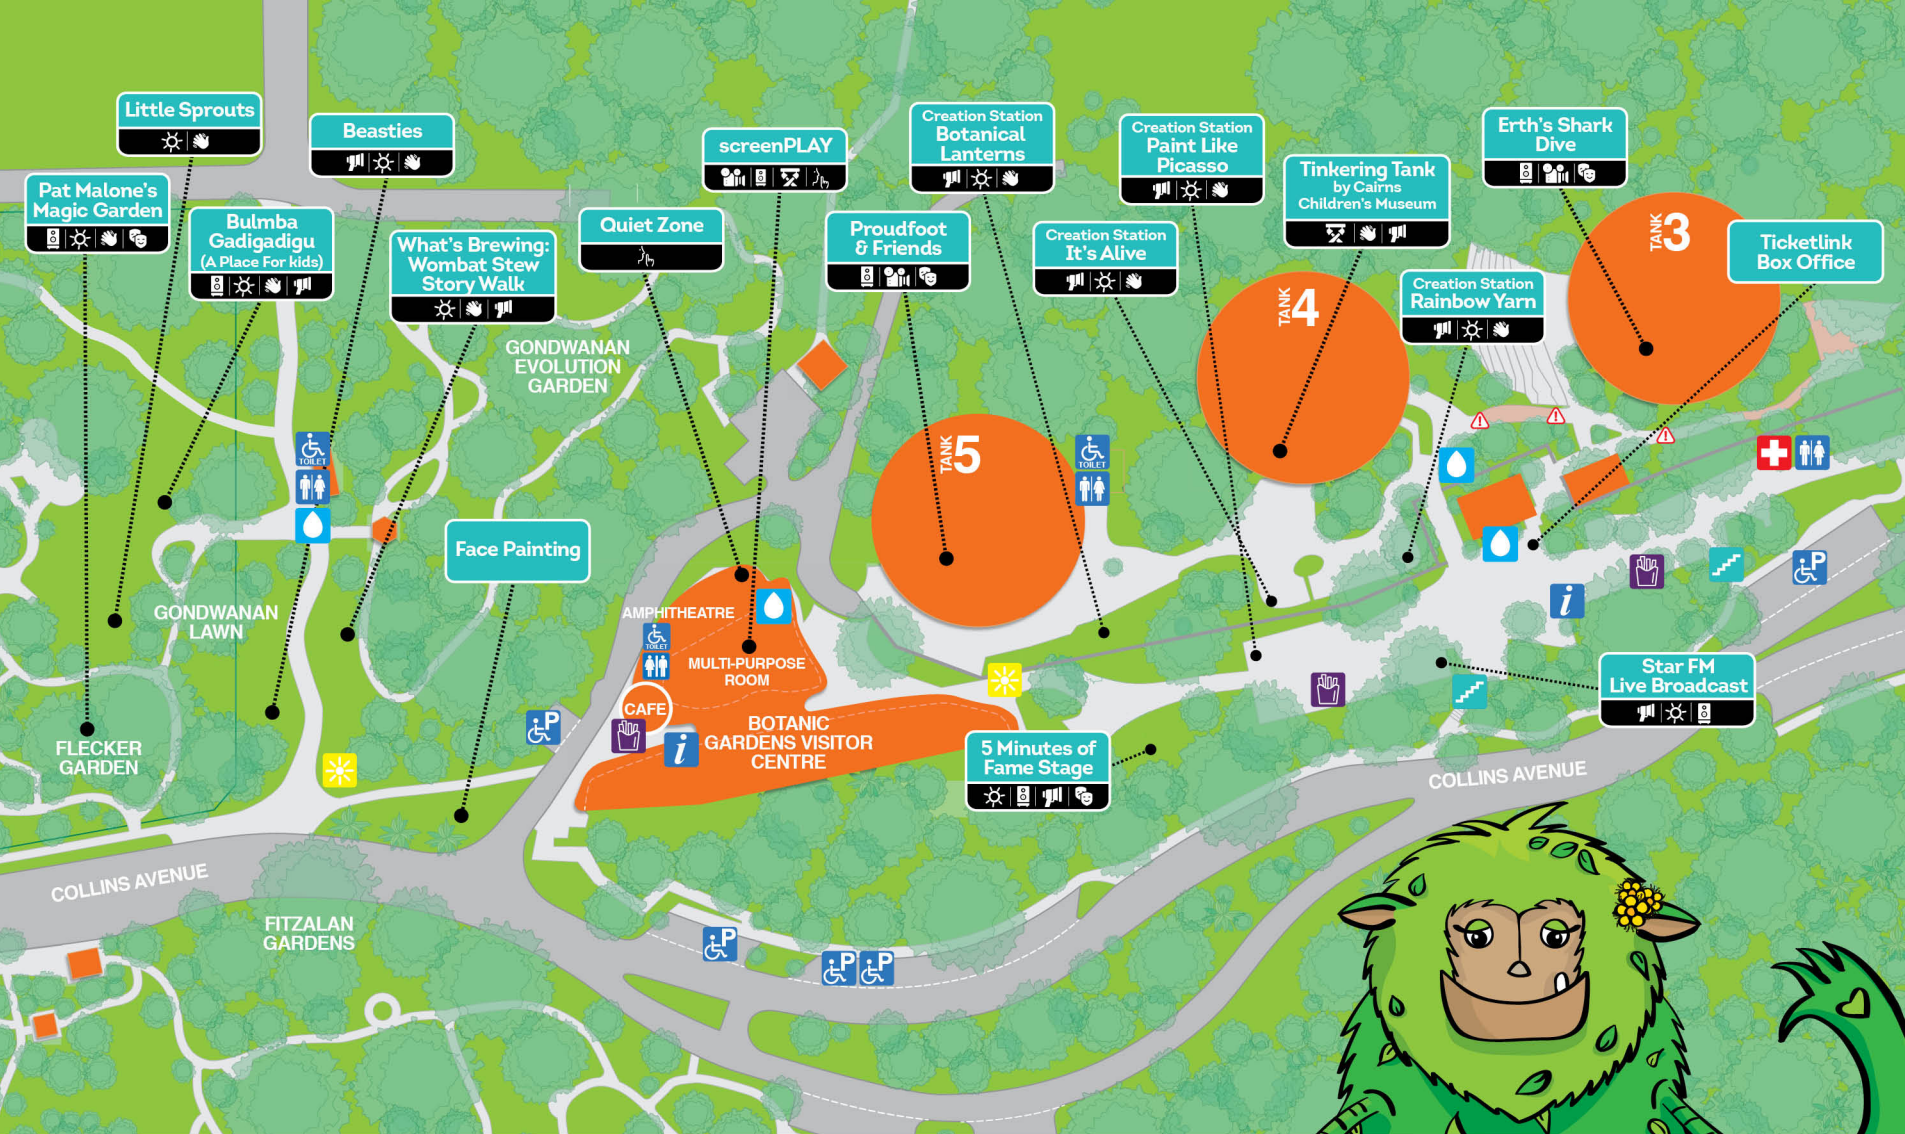 Little Sprouts
Beasties
Pat Malone's
Magic Garden
Bulmba
Gadigadigu
(A Place For kids)
What's Brewing:
Wombat Stew
Story Walk
Quiet Zone
screenPLAY
Proudfoot
& Friends
Creation Station
Botanical
Lanterns
Creation Station
It's Alive
Creation Station
Paint Like
Picasso
Tinkering Tank
by Cairns
Children's Museum
Creation Station
Rainbow Yarn
Erth's Shark
Dive
Ticketlink
Box Office
TANK 3
TANK 4
TANK 5
GONDWANAN
EVOLUTION
GARDEN
TOILET
TOILET
Face Painting
GONDWANAN
LAWN
AMPHITHEATRE
TOILET
MULTI-PURPOSE
ROOM
CAFE
i
BOTANIC
GARDENS VISITOR
CENTRE
P
P
i
Star FM
Live Broadcast
5 Minutes of
Fame Stage
FLECKER
GARDEN
COLLINS AVENUE
COLLINS AVENUE
FITZALAN
GARDENS
P
P
P